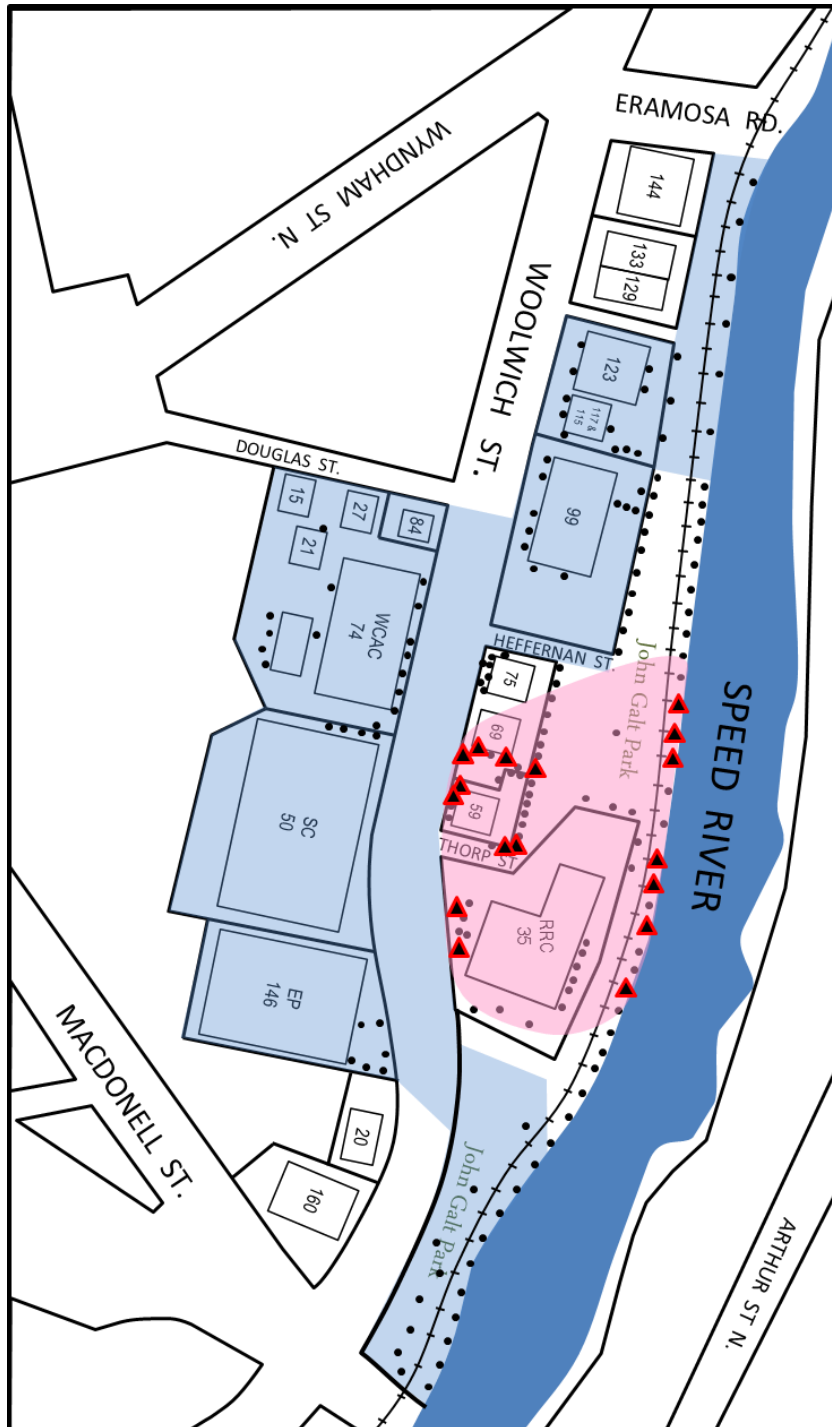 ERAMOSA RD.
WYNDHAM ST N.
144
133
129
WOOLWICH ST.
123
117 &
115
DOUGLAS ST.
15
27
84
21
99
WCAC
74
HEFFERNAN ST.
75
John Galt Park
SPEED RIVER
69
59
THORP ST
SC
50
RRC
35
EP
146
MACDONELL ST.
20
160
John Galt Park
ARTHUR ST N.